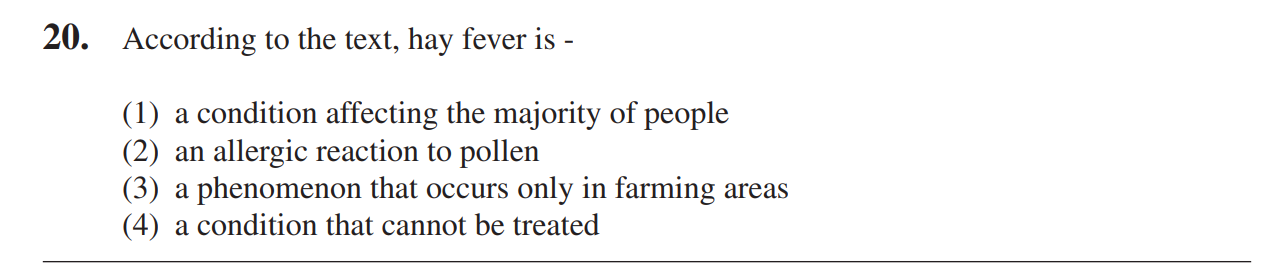 20. According to the text, hay fever is -
(1) a condition affecting the majority of people
(2) an allergic reaction to pollen
(3) a phenomenon that occurs only in farming areas
(4) a condition that cannot be treated